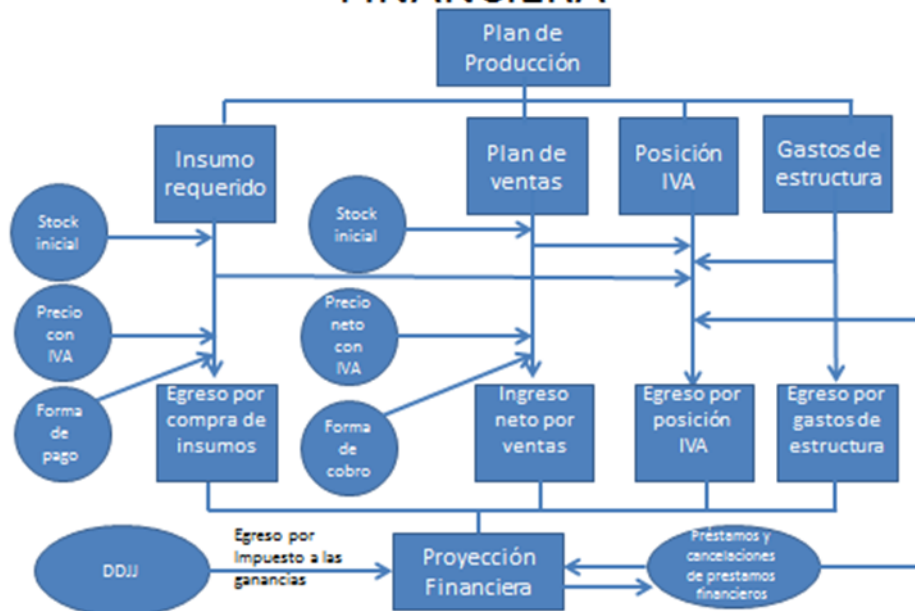 FINANCIERA
Plan de
Producción
Insumo
requerido
Plan de
ventas
Posición
IVA
Gastos de
estructura
Stock
inicial
Stock
inicial
Precio
con
IVA
Precio
neto
con
IVA
Forma
de
pago
Egreso por
compra de
insumos
Forma
de
cobro
Ingreso
neto por
ventas
Egreso por
posición
IVA
Egreso por
gastos de
estructura
DDJJ
Egreso por
Impuesto a las
ganancias
Proyección
Financiera
Préstamos y
cancelaciones
de prestamos
financieros